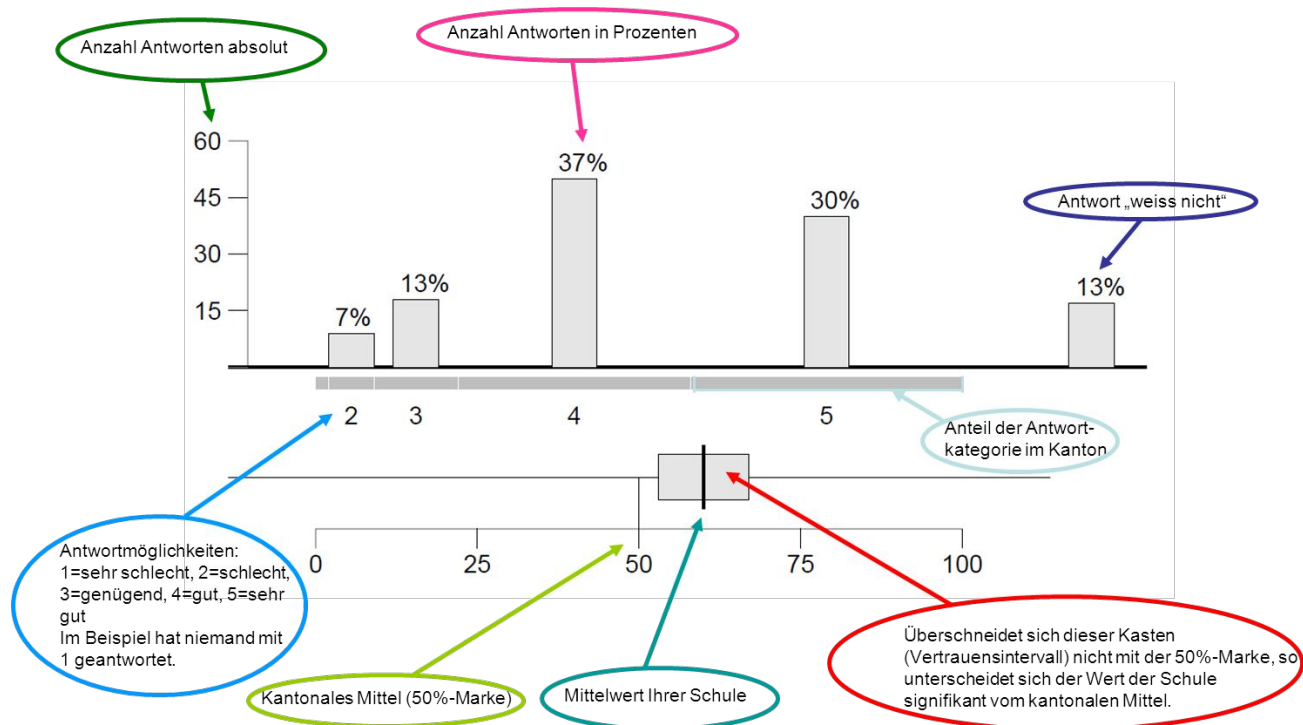 Anzahl Antworten absolut
Anzahl Antworten in Prozenten
60
45
30
15
7%
13%
37%
30%
13%
Antwort „weiss nicht“
2
3
4
5
Anteil der Antwort-
kategorie im Kanton
0
25
50
75
100
Antwortmöglichkeiten:
1=sehr schlecht, 2=schlecht,
3=genügend, 4=gut, 5=sehr
gut
Im Beispiel hat niemand mit
1 geantwortet.
Kantonales Mittel (50%-Marke)
Mittelwert Ihrer Schule
Überschneidet sich dieser Kasten
(Vertrauensintervall) nicht mit der 50%-Marke, so
unterscheidet sich der Wert der Schule
signifikant vom kantonalen Mittel.